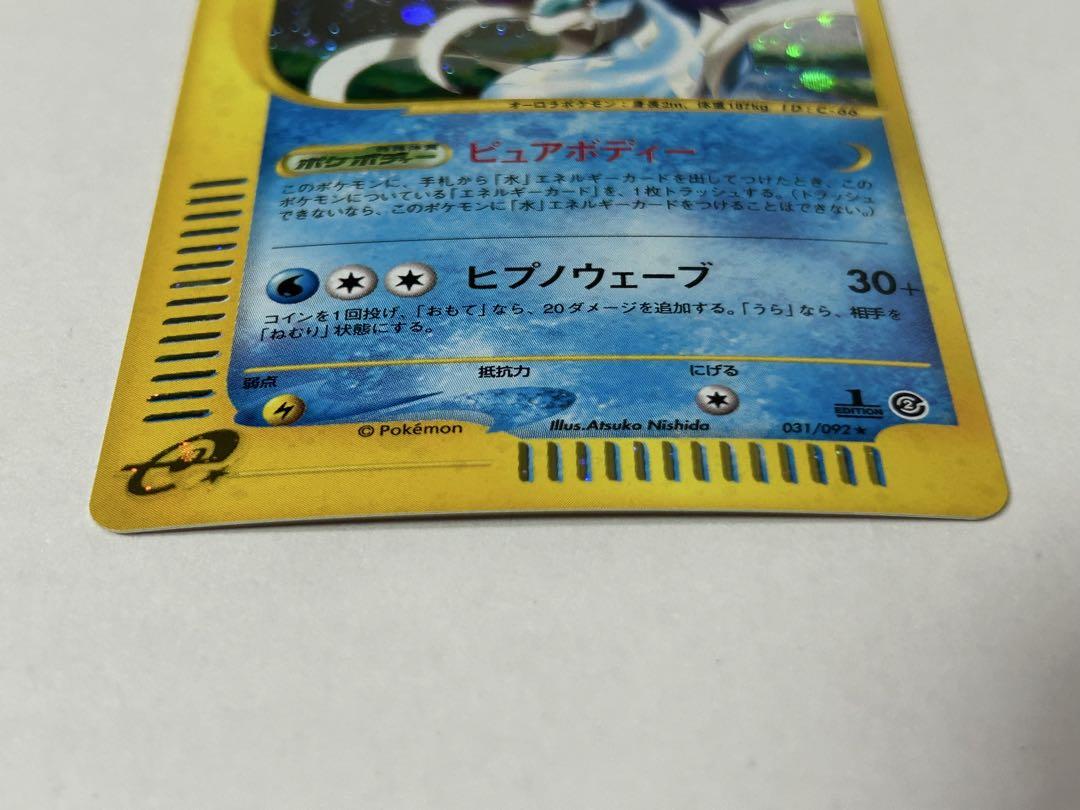 オーロラポケモン：身長2m、体重187kg ID:C-66
特殊体質
ポケボディー ピュアボディー
このポケモンに、手札から「水」エネルギーカードを出してつけたとき、この
ポケモンについている「エネルギーカード」を、1枚トラッシュする。（トラッシュ
できないなら、このポケモンに「水」エネルギーカードをつけることはできない。）
ヒプノウェーブ 30+
コインを1回投げ、「おもて」なら、20ダメージを追加する。「うら」なら、相手を
「ねむり」状態にする。
弱点 抵抗力 にげる
© Pokémon Illus.Atsuko Nishida 1 EDITION 031/092 ★ 2
e